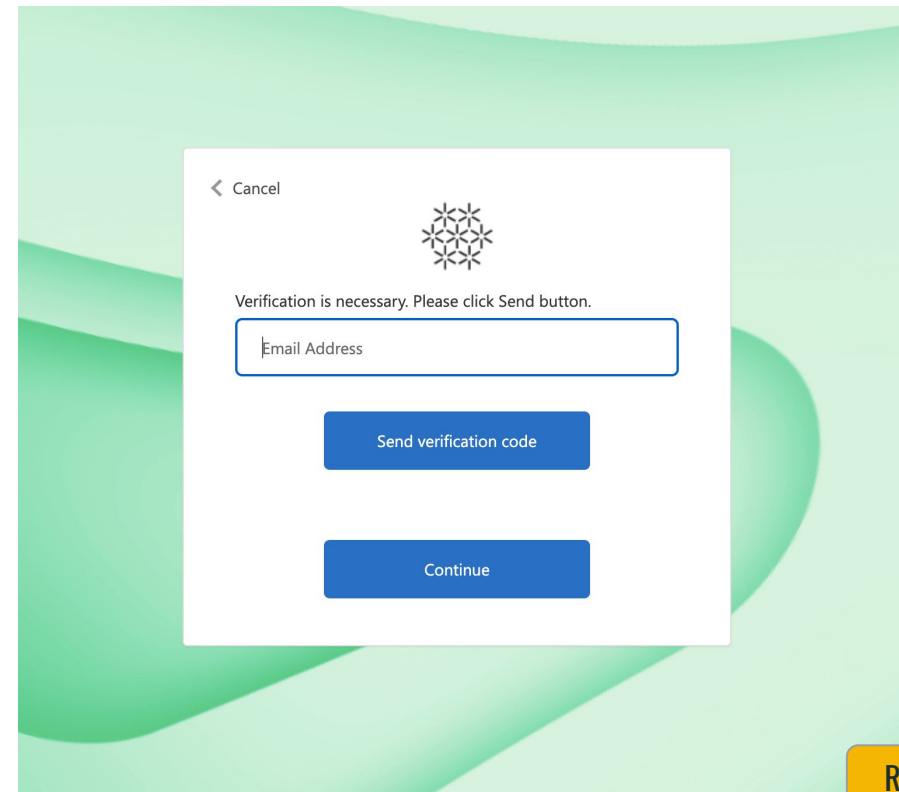 Cancel
Verification is necessary. Please click Send button.
Email Address
Send verification code
Continue
R